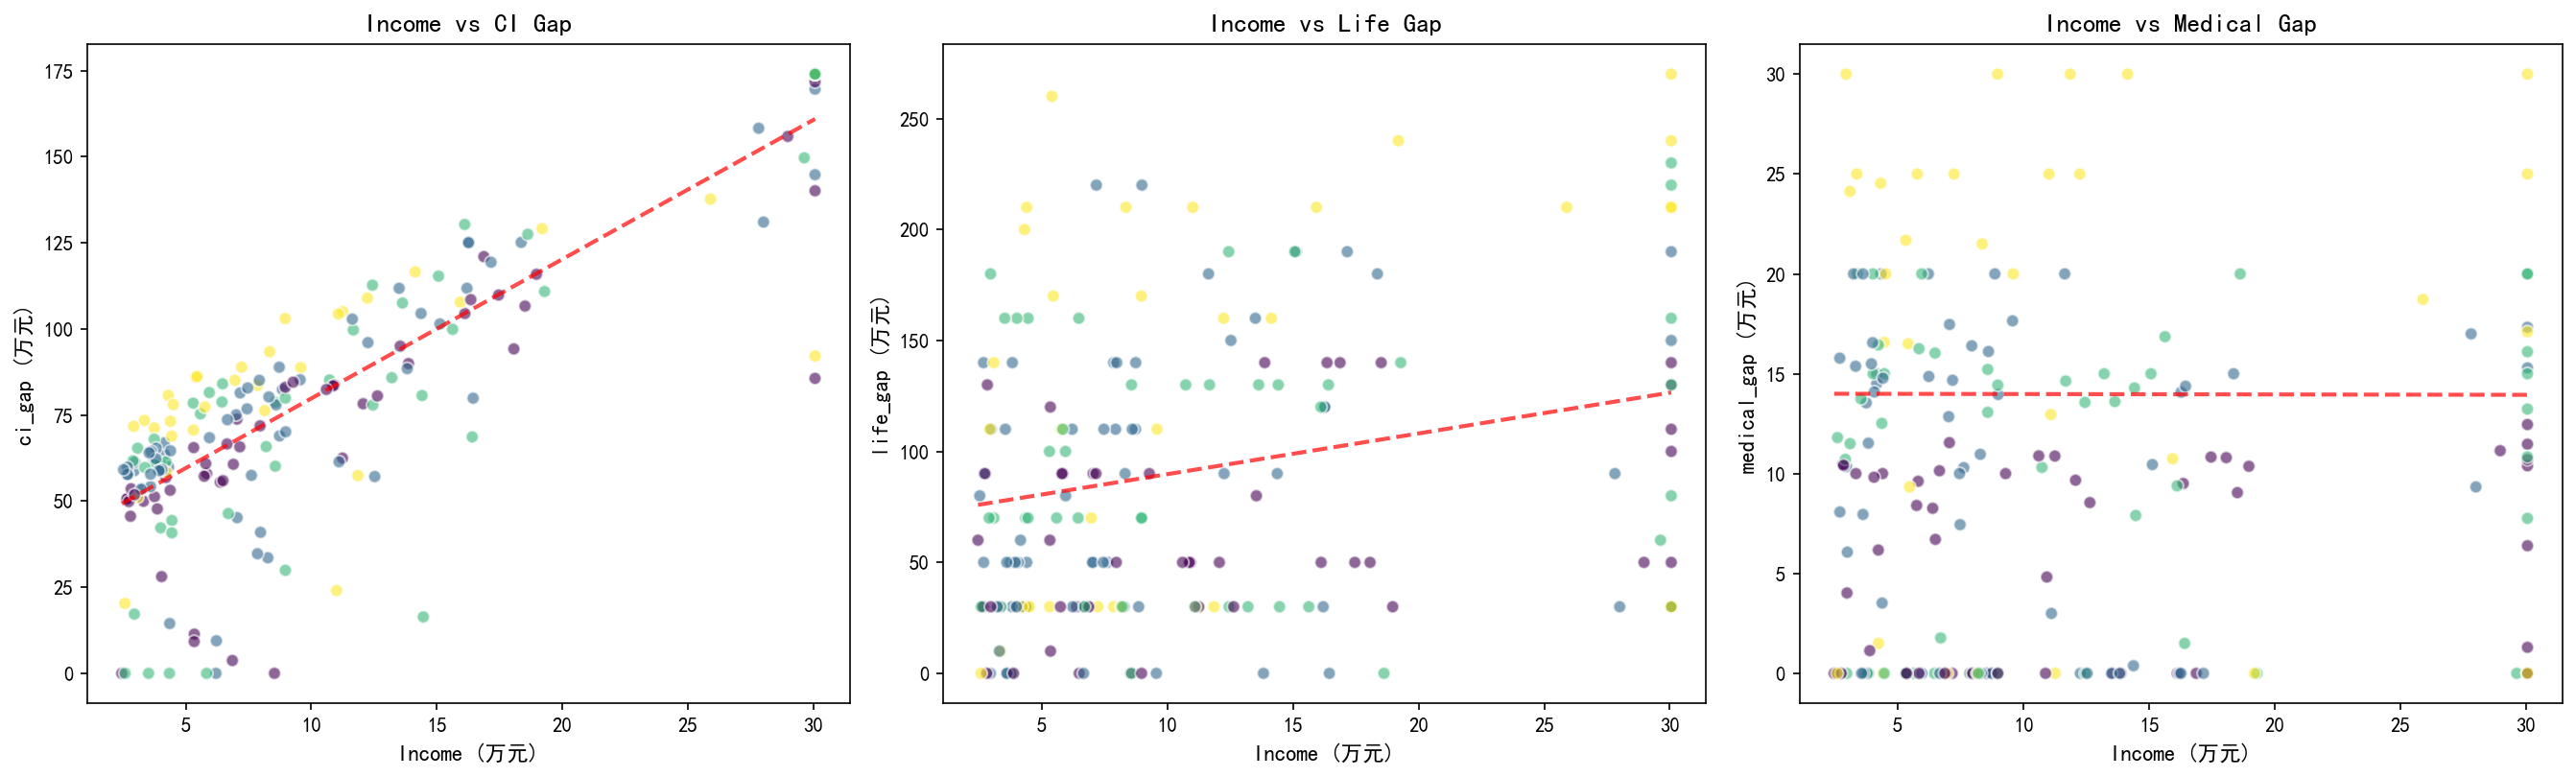 Income vs CI Gap
175
150
125
100
75
50
25
0
ci_gap (万元)
5 10 15 20 25 30
Income (万元)
Income vs Life Gap
250
200
150
100
50
0
life_gap (万元)
5 10 15 20 25 30
Income (万元)
Income vs Medical Gap
30
25
20
15
10
5
0
medical_gap (万元)
5 10 15 20 25 30
Income (万元)